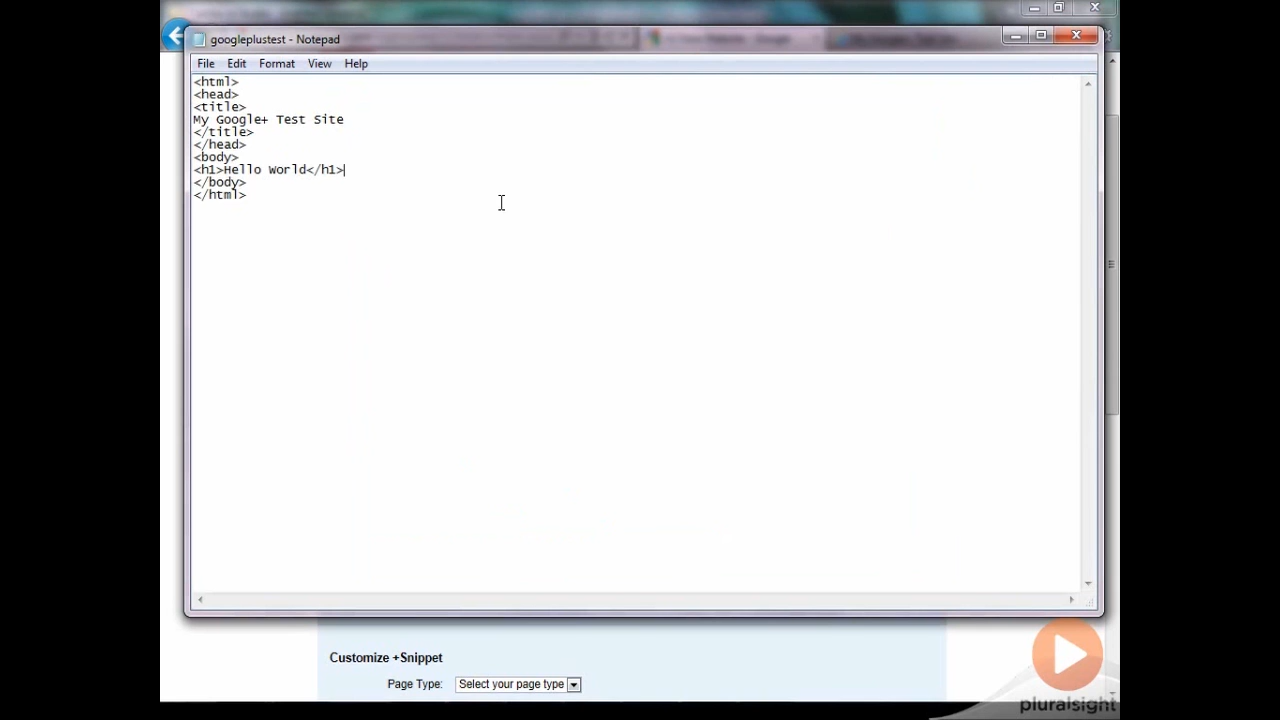 googleplustest - Notepad
File Edit Format View Help
<html>
<head>
<title>
My Google+ Test Site
</title>
</head>
<body>
<h1>Hello World</h1>
</body>
</html>
Customize +Snippet
Page Type: Select your page type
pluralsight